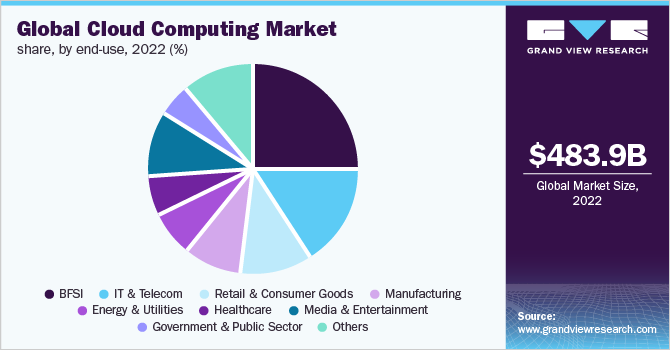 Global Cloud Computing Market
share, by end-use, 2022 (%)
GRAND VIEW RESEARCH
$483.9B
Global Market Size,
2022
BFSI IT & Telecom Retail & Consumer Goods Manufacturing
Energy & Utilities Healthcare Media & Entertainment
Government & Public Sector Others
Source:
www.grandviewresearch.com